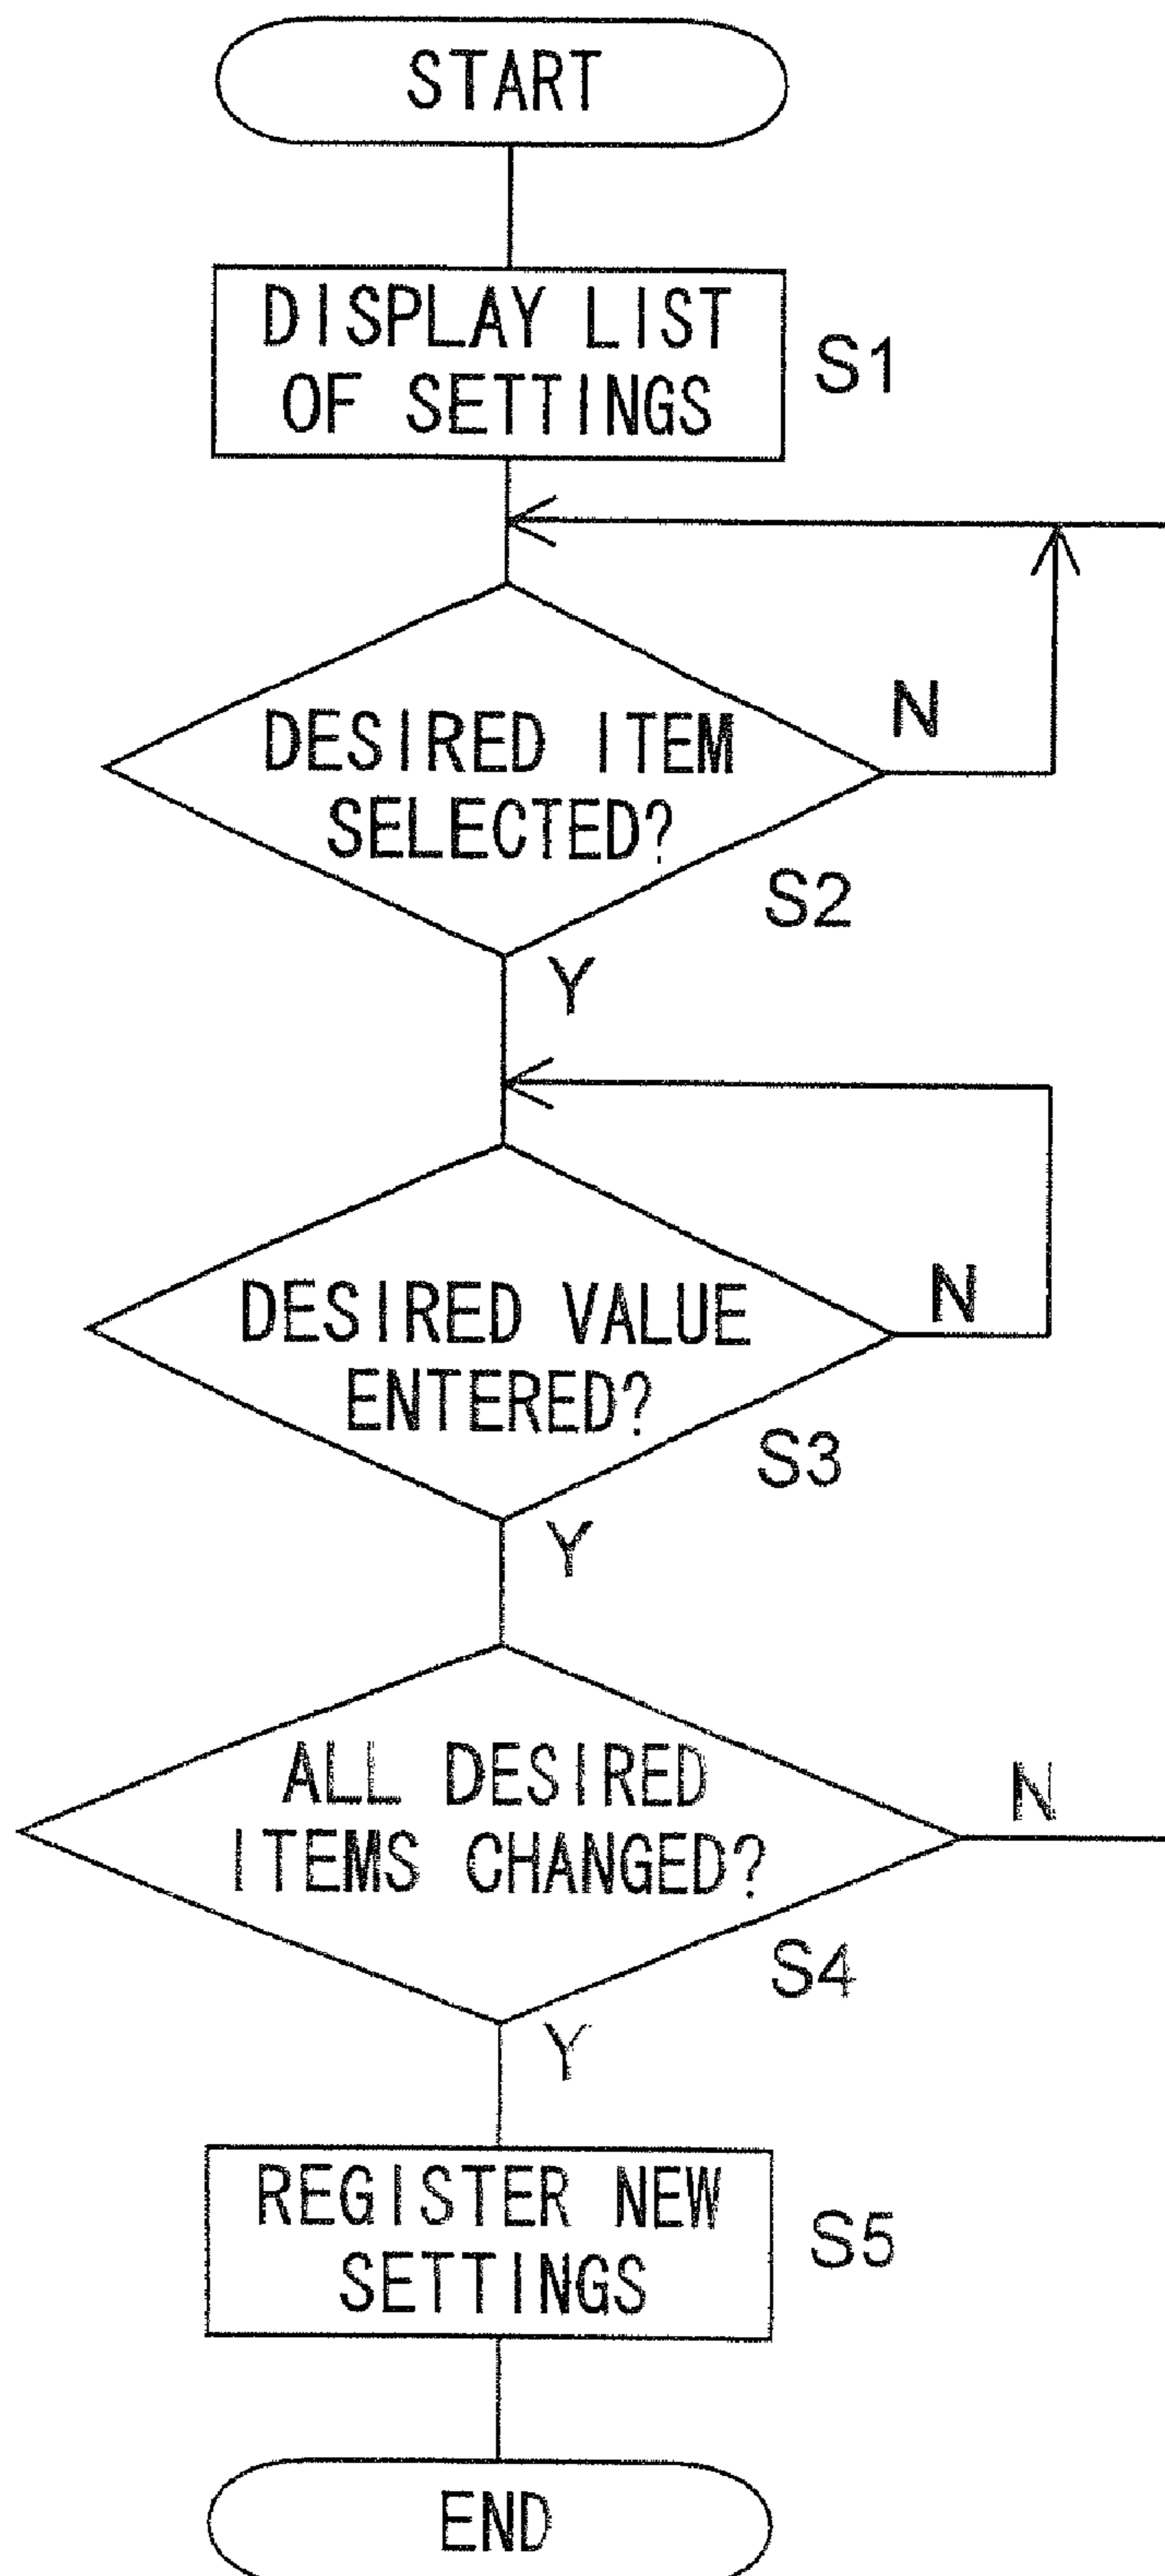 START
DISPLAY LIST
OF SETTINGS
S1
DESIRED ITEM
SELECTED?
N
S2
Y
DESIRED VALUE
ENTERED?
N
S3
Y
ALL DESIRED
ITEMS CHANGED?
N
S4
Y
REGISTER NEW
SETTINGS
S5
END